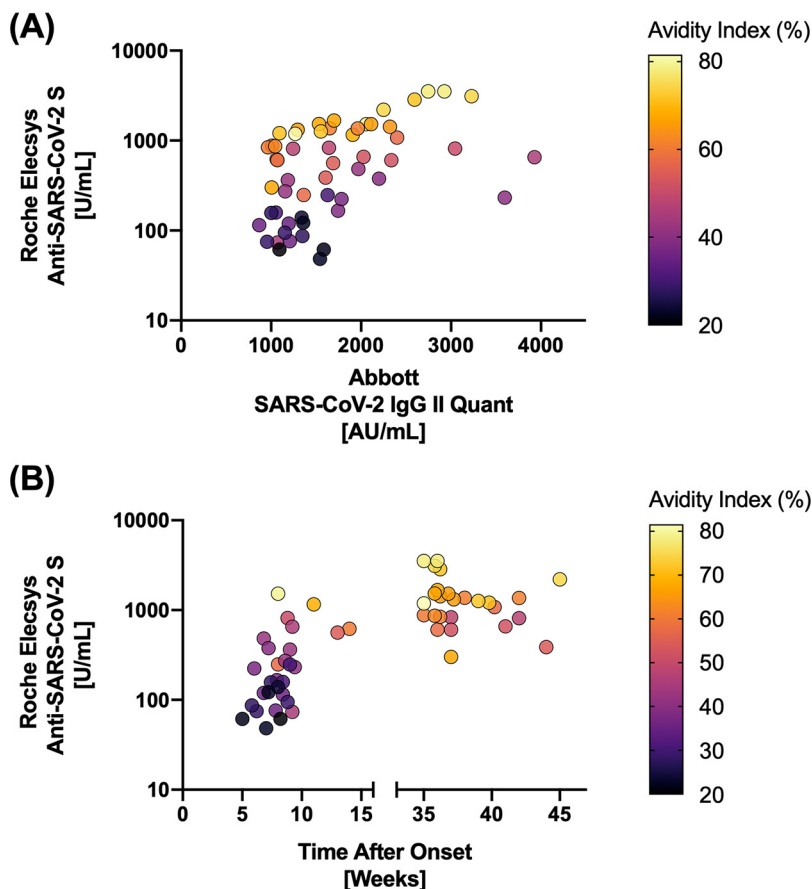 (A)
Avidity Index (%)
Roche Elecsys
Anti-SARS-CoV-2 S
[U/mL]
10000
1000
100
10
0
1000
2000
3000
4000
Abbott
SARS-CoV-2 IgG II Quant
[AU/mL]
80
60
40
20
(B)
Avidity Index (%)
Roche Elecsys
Anti-SARS-CoV-2 S
[U/mL]
10000
1000
100
10
0
5
10
15
35
40
45
Time After Onset
[Weeks]
80
70
60
50
40
30
20